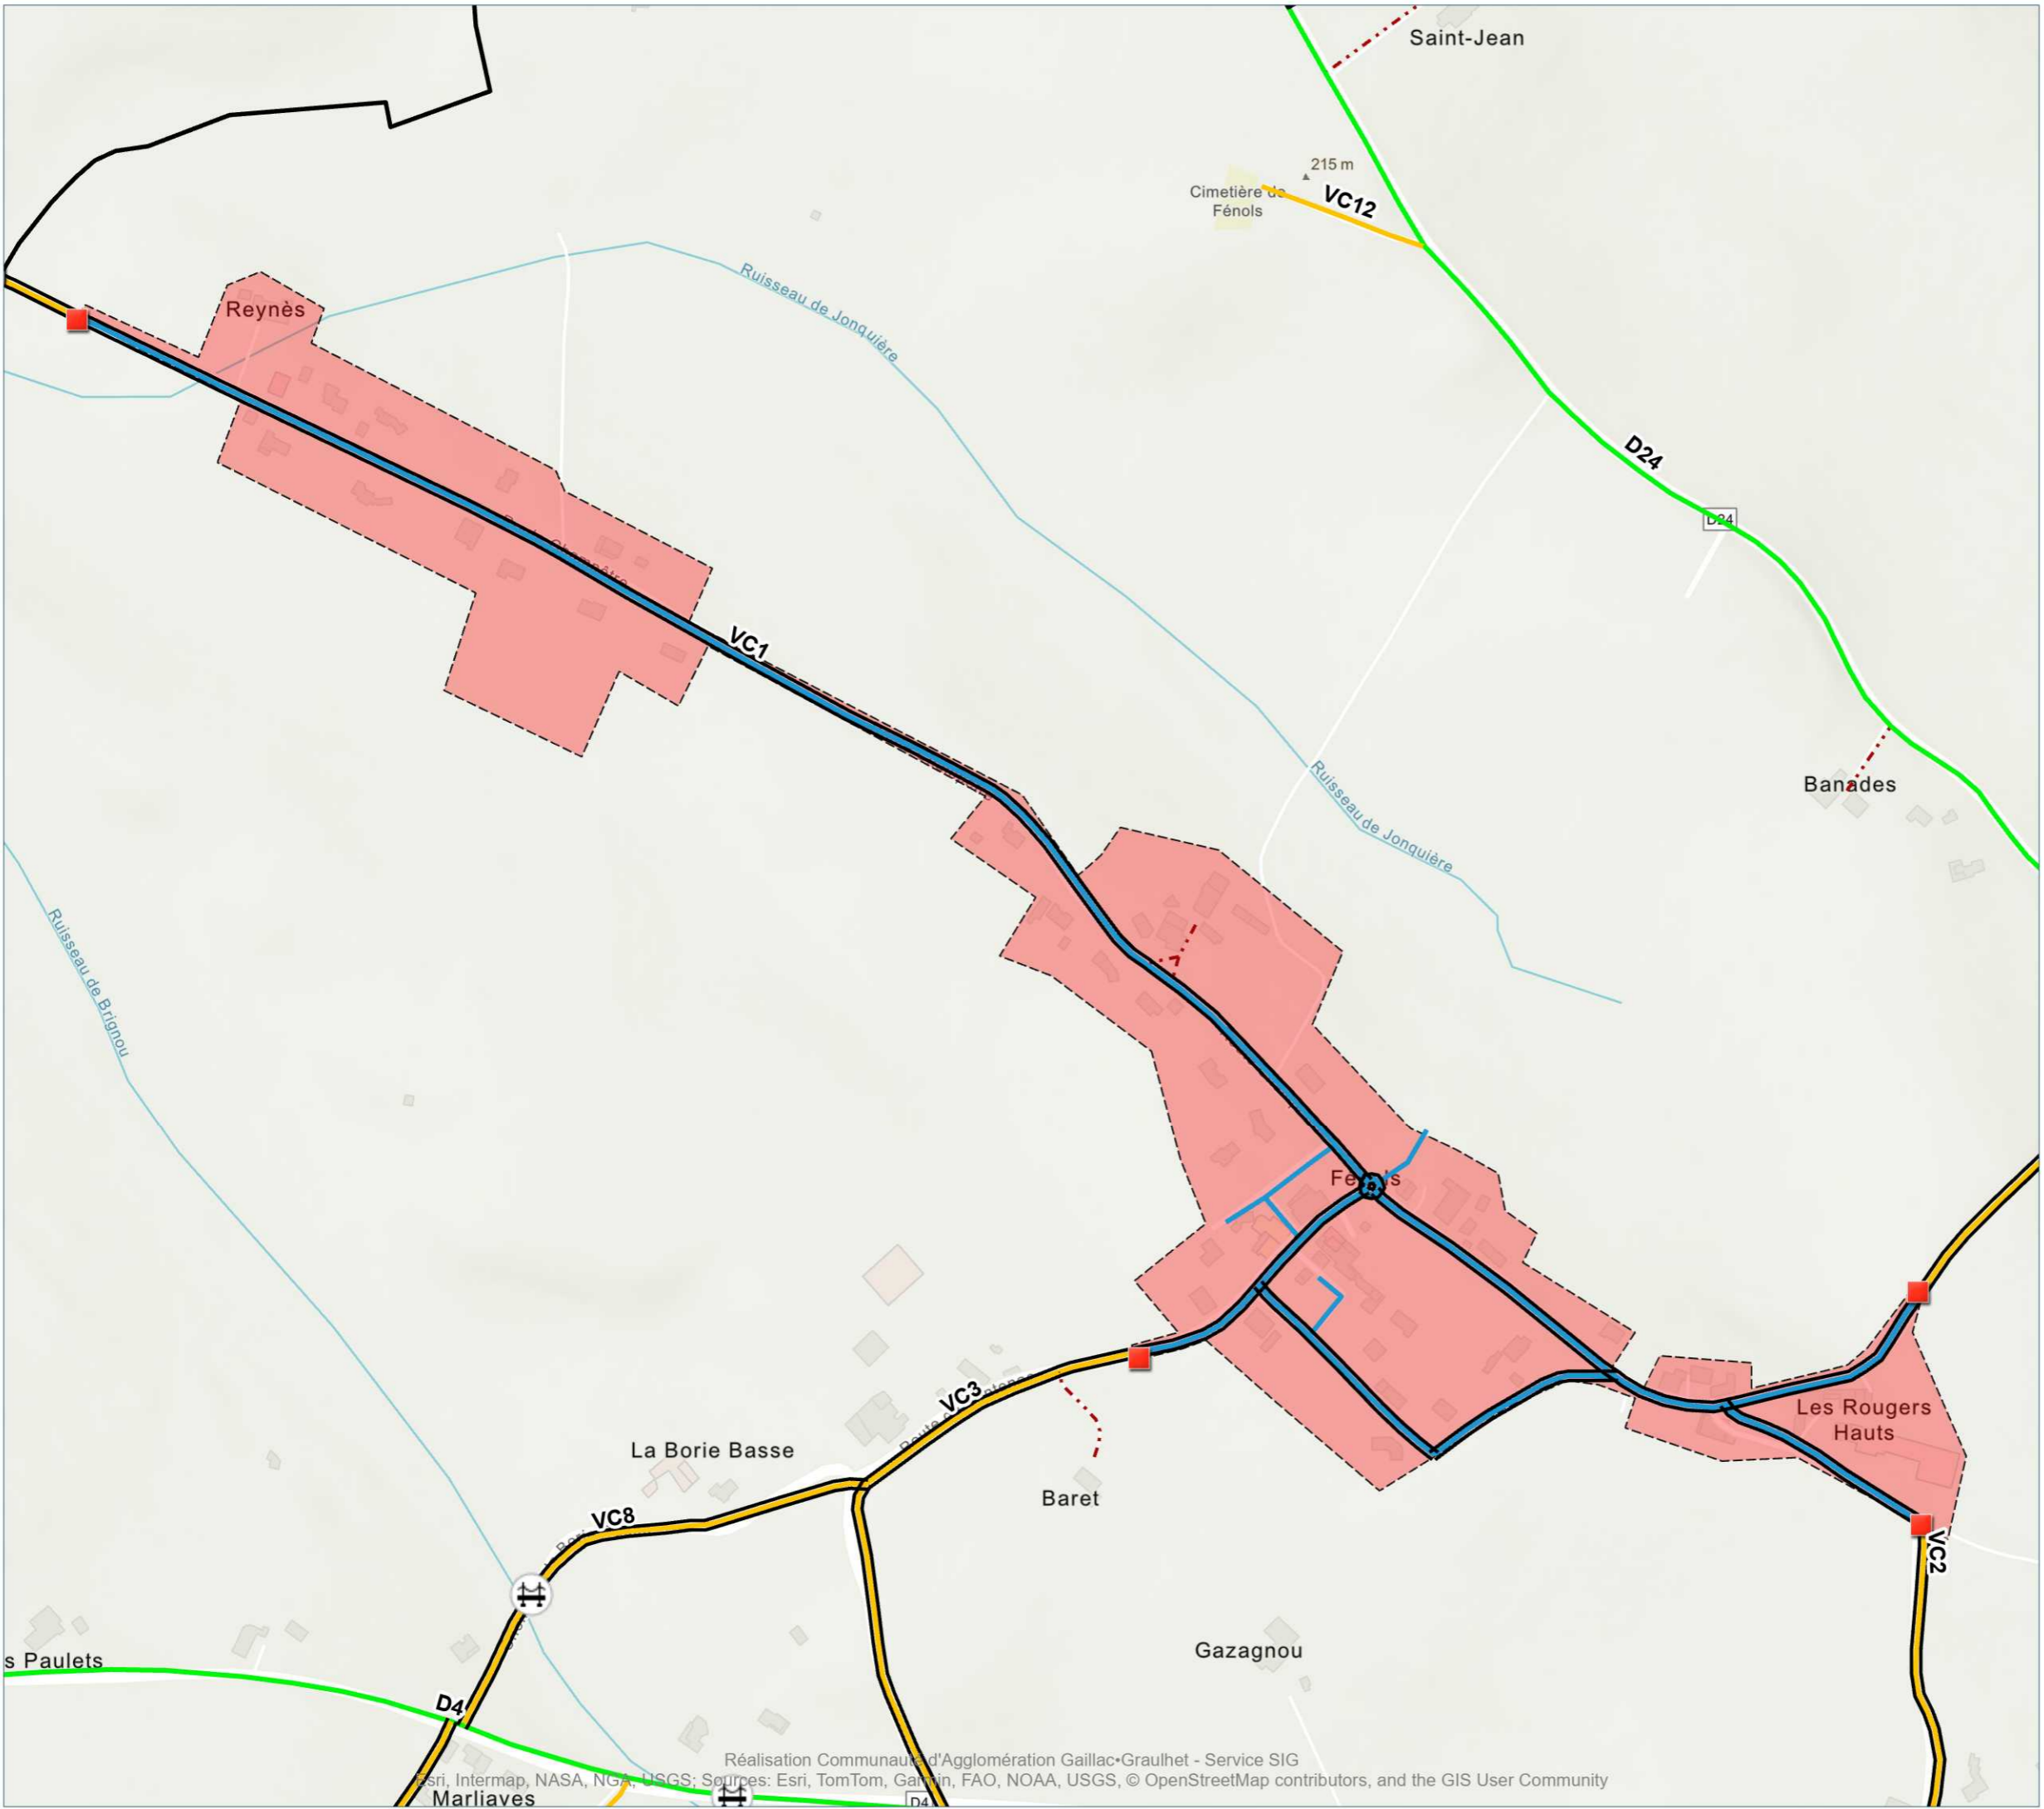 Saint-Jean
215 m
Cimetière de
Fénols
VC12
Ruisseau de Jonquière
Reynès
D24
D24
VC1
Ruisseau de Jonquière
Banades
Ruisseau de Brignou
VC3
Les Rougers
Hauts
La Borie Basse
Baret
VC8
VC2
Gazagnou
s Paulets
D4
Réalisation Communauté d'Agglomération Gaillac•Graulhet - Service SIG
Esri, Intermap, NASA, NGA, USGS; Sources: Esri, TomTom, Garmin, FAO, NOAA, USGS, © OpenStreetMap contributors, and the GIS User Community
Marliaves
D4